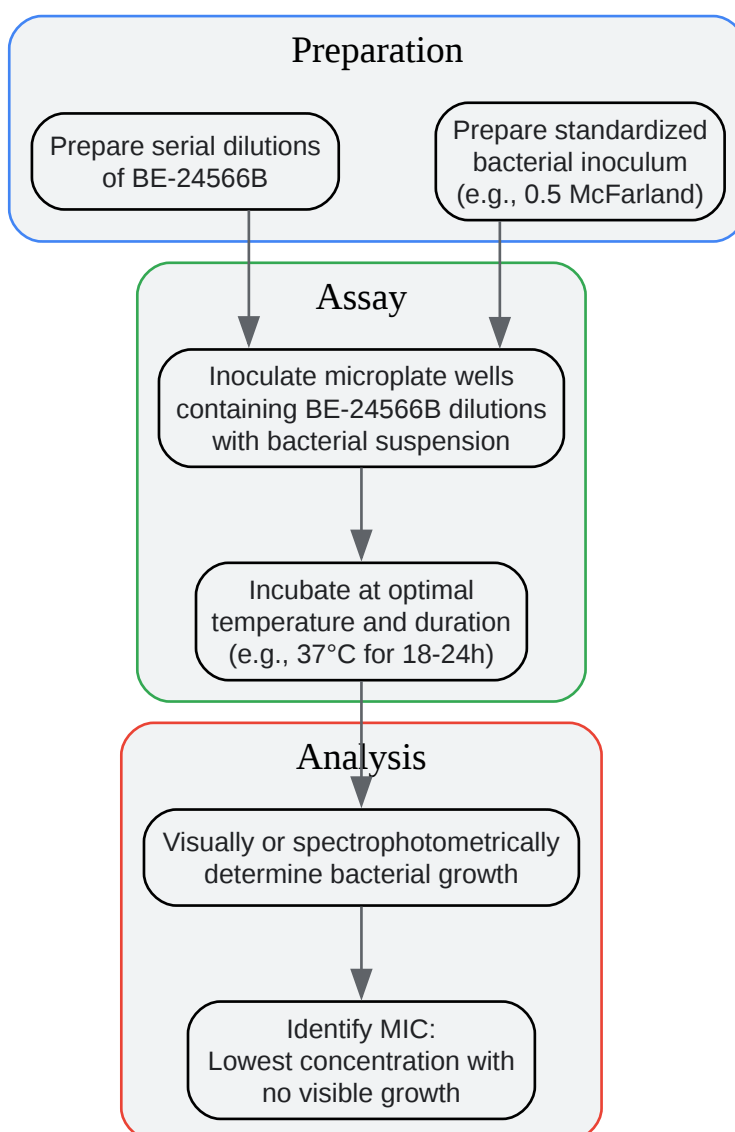 Preparation
Prepare serial dilutions
of BE-24566B
Prepare standardized
bacterial inoculum
(e.g., 0.5 McFarland)
Assay
Inoculate microplate wells
containing BE-24566B dilutions
with bacterial suspension
Incubate at optimal
temperature and duration
(e.g., 37°C for 18-24h)
Analysis
Visually or spectrophotometrically
determine bacterial growth
Identify MIC:
Lowest concentration with
no visible growth